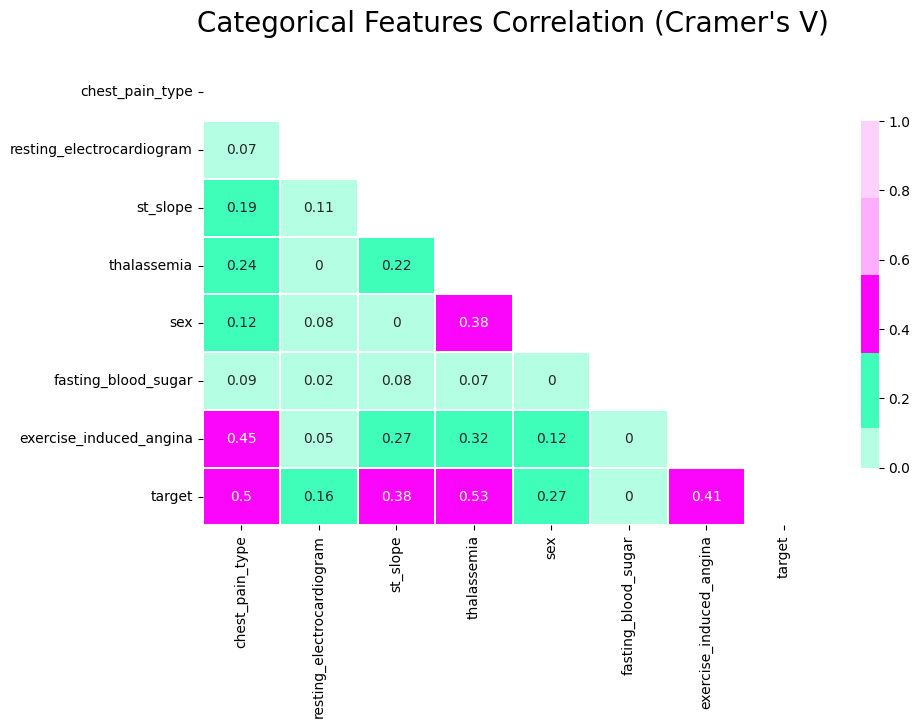 Categorical Features Correlation (Cramer's V)
chest_pain_type
resting_electrocardiogram 0.07
st_slope 0.19 0.11
thalassemia 0.24 0 0.22
sex 0.12 0.08 0 0.38
fasting_blood_sugar 0.09 0.02 0.08 0.07 0
exercise_induced_angina 0.45 0.05 0.27 0.32 0.12 0
target 0.5 0.16 0.38 0.53 0.27 0 0.41
chest_pain_type
resting_electrocardiogram
st_slope
thalassemia
sex
fasting_blood_sugar
exercise_induced_angina
target
1.0
0.8
0.6
0.4
0.2
0.0